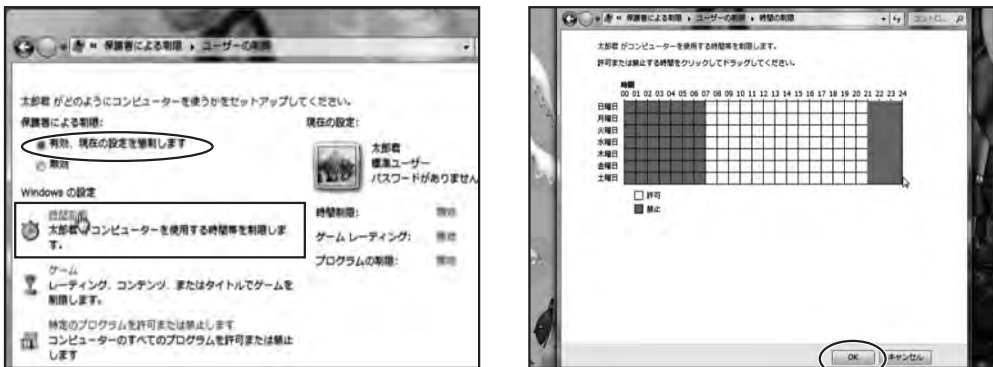 « 保護者による制限 ▸ ユーザーの制限
太郎君 がどのようにコンピューターを使うかをセットアップしてください。
保護者による制限:
有効、現在の設定を強制します
無効
Windows の設定
時間制限
太郎君 コンピューターを使用する時間帯を制限しま
す。
ゲーム
レーティング、コンテンツ、またはタイトルでゲームを
制限します。
特定のプログラムを許可または禁止します
コンピューターのすべてのプログラムを許可または禁止
します
現在の設定:
太郎君
標準ユーザー
パスワードがありません
時間制限:
ゲーム レーティング:
プログラムの制限:
« 保護者による制限 ▸ ユーザーの制限 ▸ 時間の制限
太郎君 がコンピューターを使用する時間帯を制限します。
許可または禁止する時間をクリックしてドラッグしてください。
時間
00 01 02 03 04 05 06 07 08 09 10 11 12 13 14 15 16 17 18 19 20 21 22 23 24
日曜日
月曜日
火曜日
水曜日
木曜日
金曜日
土曜日
許可
禁止
OK キャンセル